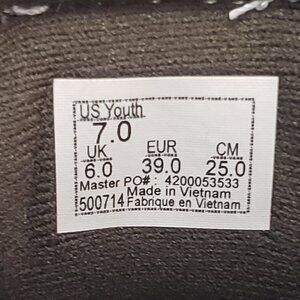 US Youth
7.0
UK EUR CM
6.0 39.0 25.0
Master PO# : 4200053533
Made in Vietnam
500714 Fabrique en Vietnam